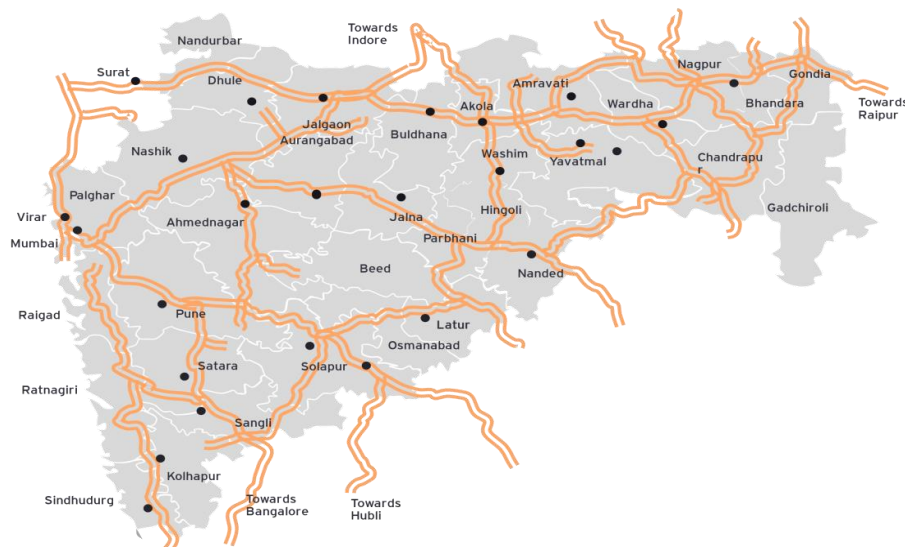 Towards
Indore
Nandurbar
Surat
Dhule
Nagpur
Gondia
Amravati
Akola
Wardha
Bhandara
Towards
Raipur
Jalgaon
Buldhana
Aurangabad
Nashik
Washim
Yavatmal
Chandrapu
r
Palghar
Virar
Ahmednagar
Jalna
Hingoli
Gadchiroli
Mumbai
Parbhani
Beed
Nanded
Raigad
Pune
Latur
Osmanabad
Satara
Solapur
Ratnagiri
Sangli
Kolhapur
Sindhudurg
Towards
Bangalore
Towards
Hubli